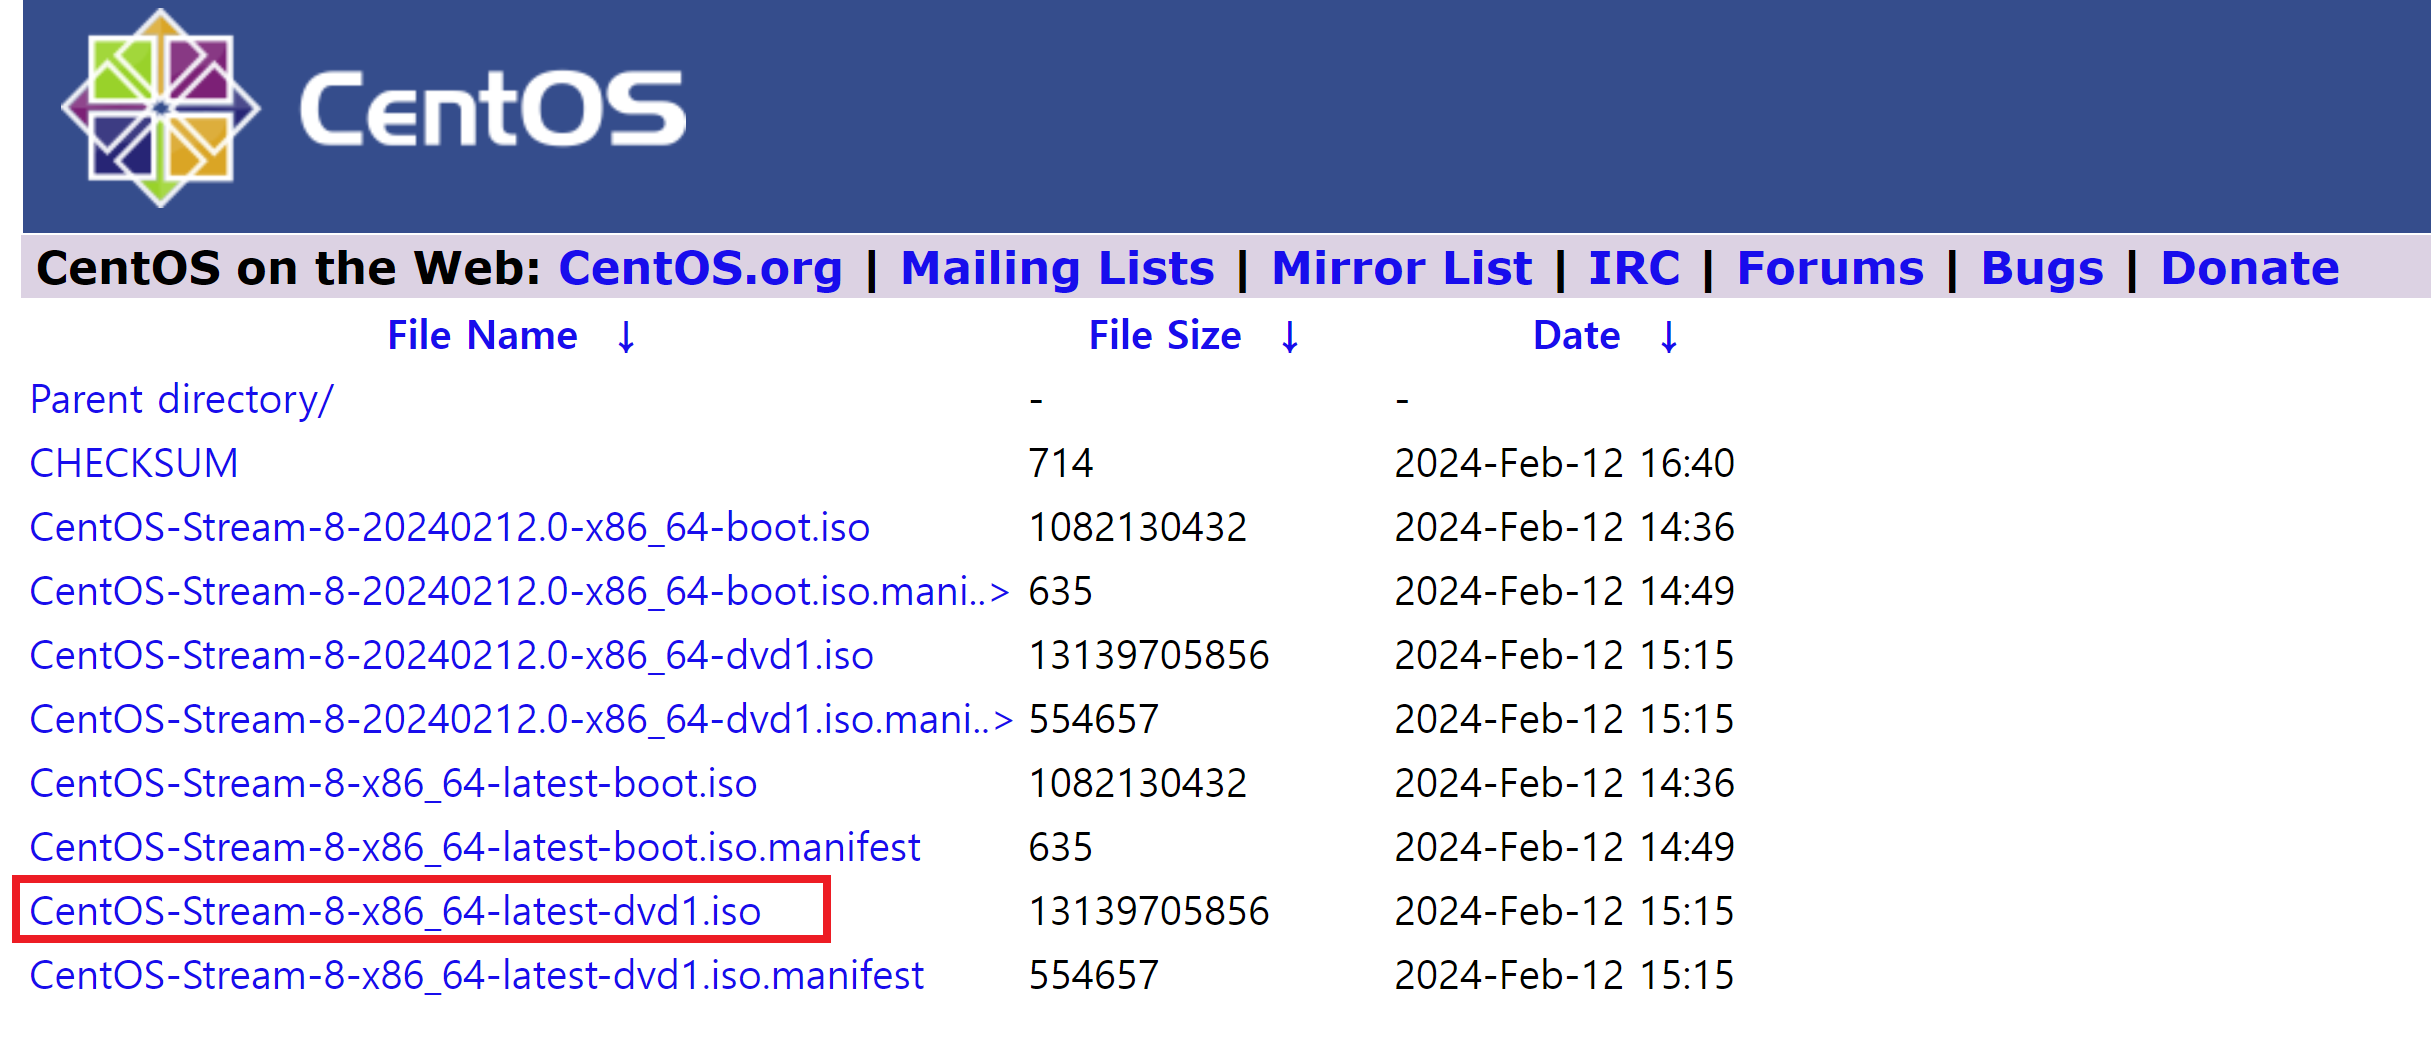 CentOS
CentOS on the Web: CentOS.org | Mailing Lists | Mirror List | IRC | Forums | Bugs | Donate
File Name ↓ File Size ↓ Date ↓
Parent directory/ - -
CHECKSUM 714 2024-Feb-12 16:40
CentOS-Stream-8-20240212.0-x86_64-boot.iso 1082130432 2024-Feb-12 14:36
CentOS-Stream-8-20240212.0-x86_64-boot.iso.mani..> 635 2024-Feb-12 14:49
CentOS-Stream-8-20240212.0-x86_64-dvd1.iso 13139705856 2024-Feb-12 15:15
CentOS-Stream-8-20240212.0-x86_64-dvd1.iso.mani..> 554657 2024-Feb-12 15:15
CentOS-Stream-8-x86_64-latest-boot.iso 1082130432 2024-Feb-12 14:36
CentOS-Stream-8-x86_64-latest-boot.iso.manifest 635 2024-Feb-12 14:49
CentOS-Stream-8-x86_64-latest-dvd1.iso 13139705856 2024-Feb-12 15:15
CentOS-Stream-8-x86_64-latest-dvd1.iso.manifest 554657 2024-Feb-12 15:15